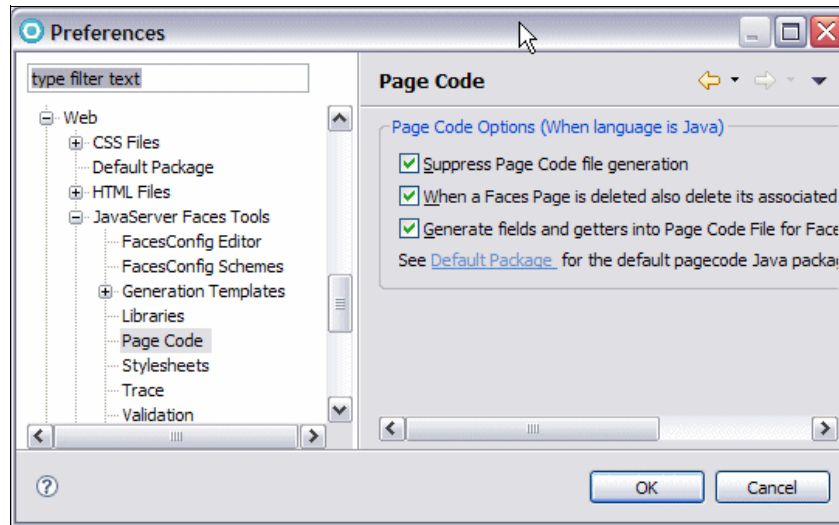 Preferences
type filter text
Web
CSS Files
Default Package
HTML Files
JavaServer Faces Tools
FacesConfig Editor
FacesConfig Schemes
Generation Templates
Libraries
Page Code
Stylesheets
Trace
Validation
Page Code
Page Code Options (When language is Java)
Suppress Page Code file generation
When a Faces Page is deleted also delete its associated
Generate fields and getters into Page Code File for Face
See Default Package for the default pagecode Java packag
OK
Cancel